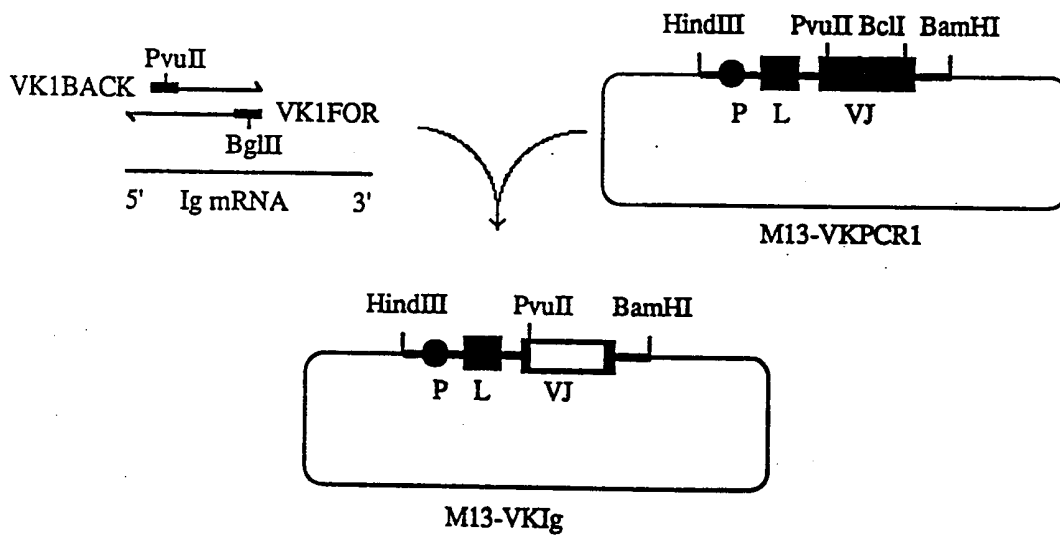 PvuII
VK1BACK
VK1FOR
BglII
5' Ig mRNA 3'
HindIII PvuII BclI BamHI
P L VJ
M13-VKPCR1
HindIII PvuII BamHI
P L VJ
M13-VKIg